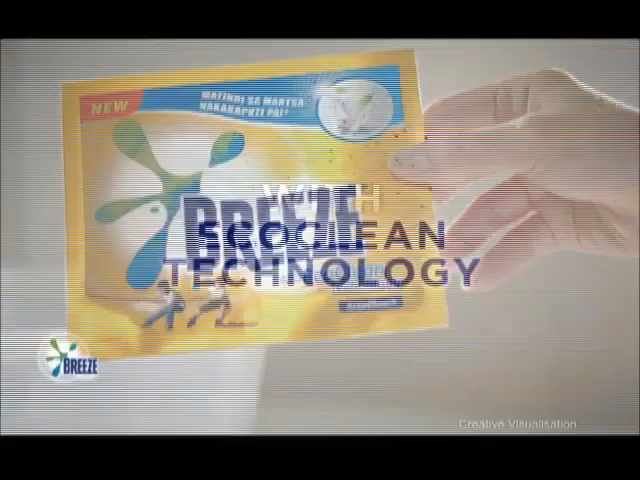 NEW
MATINDI SA MANTSA
NAKAKAPUTI PA!*
BREEZE
WITH
ECOCLEAN
TECHNOLOGY
BREEZE
Creative Visualisation